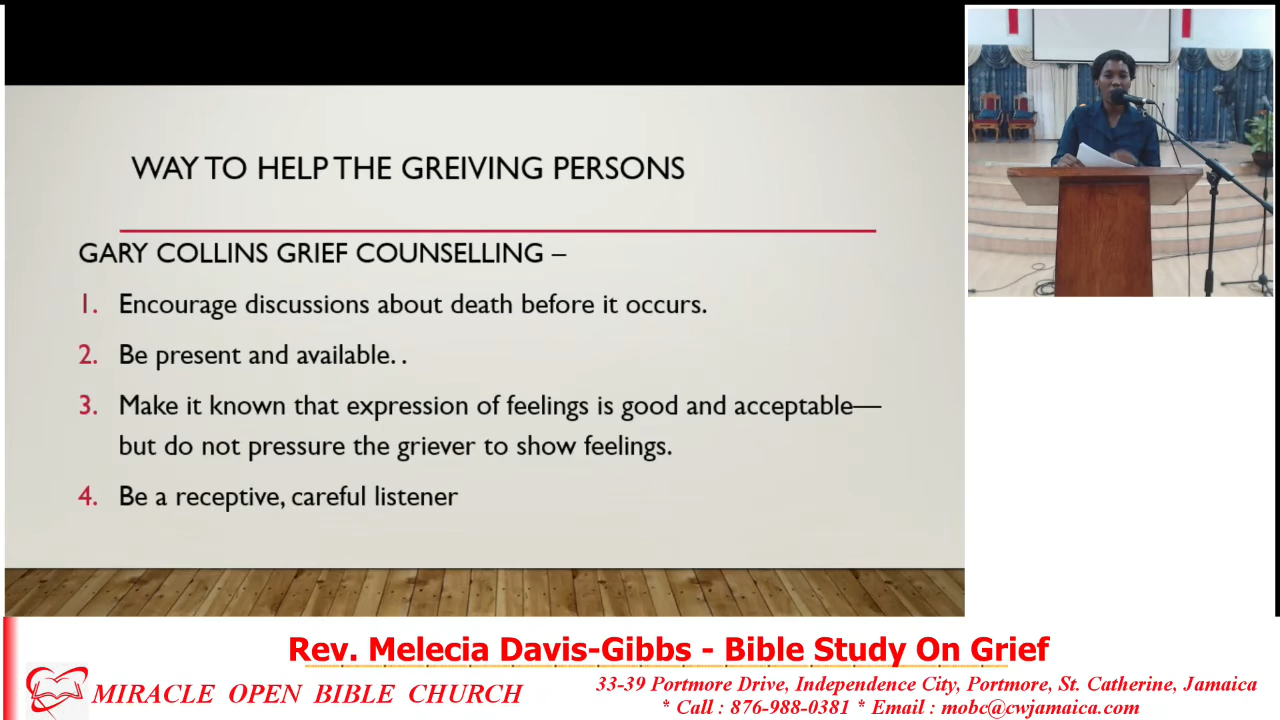 WAY TO HELP THE GREIVING PERSONS
GARY COLLINS GRIEF COUNSELLING –
1. Encourage discussions about death before it occurs.
2. Be present and available. .
3. Make it known that expression of feelings is good and acceptable—
but do not pressure the griever to show feelings.
4. Be a receptive, careful listener
Rev. Melecia Davis-Gibbs - Bible Study On Grief
MIRACLE OPEN BIBLE CHURCH
33-39 Portmore Drive, Independence City, Portmore, St. Catherine, Jamaica
* Call : 876-988-0381 * Email : mobc@cwjamaica.com